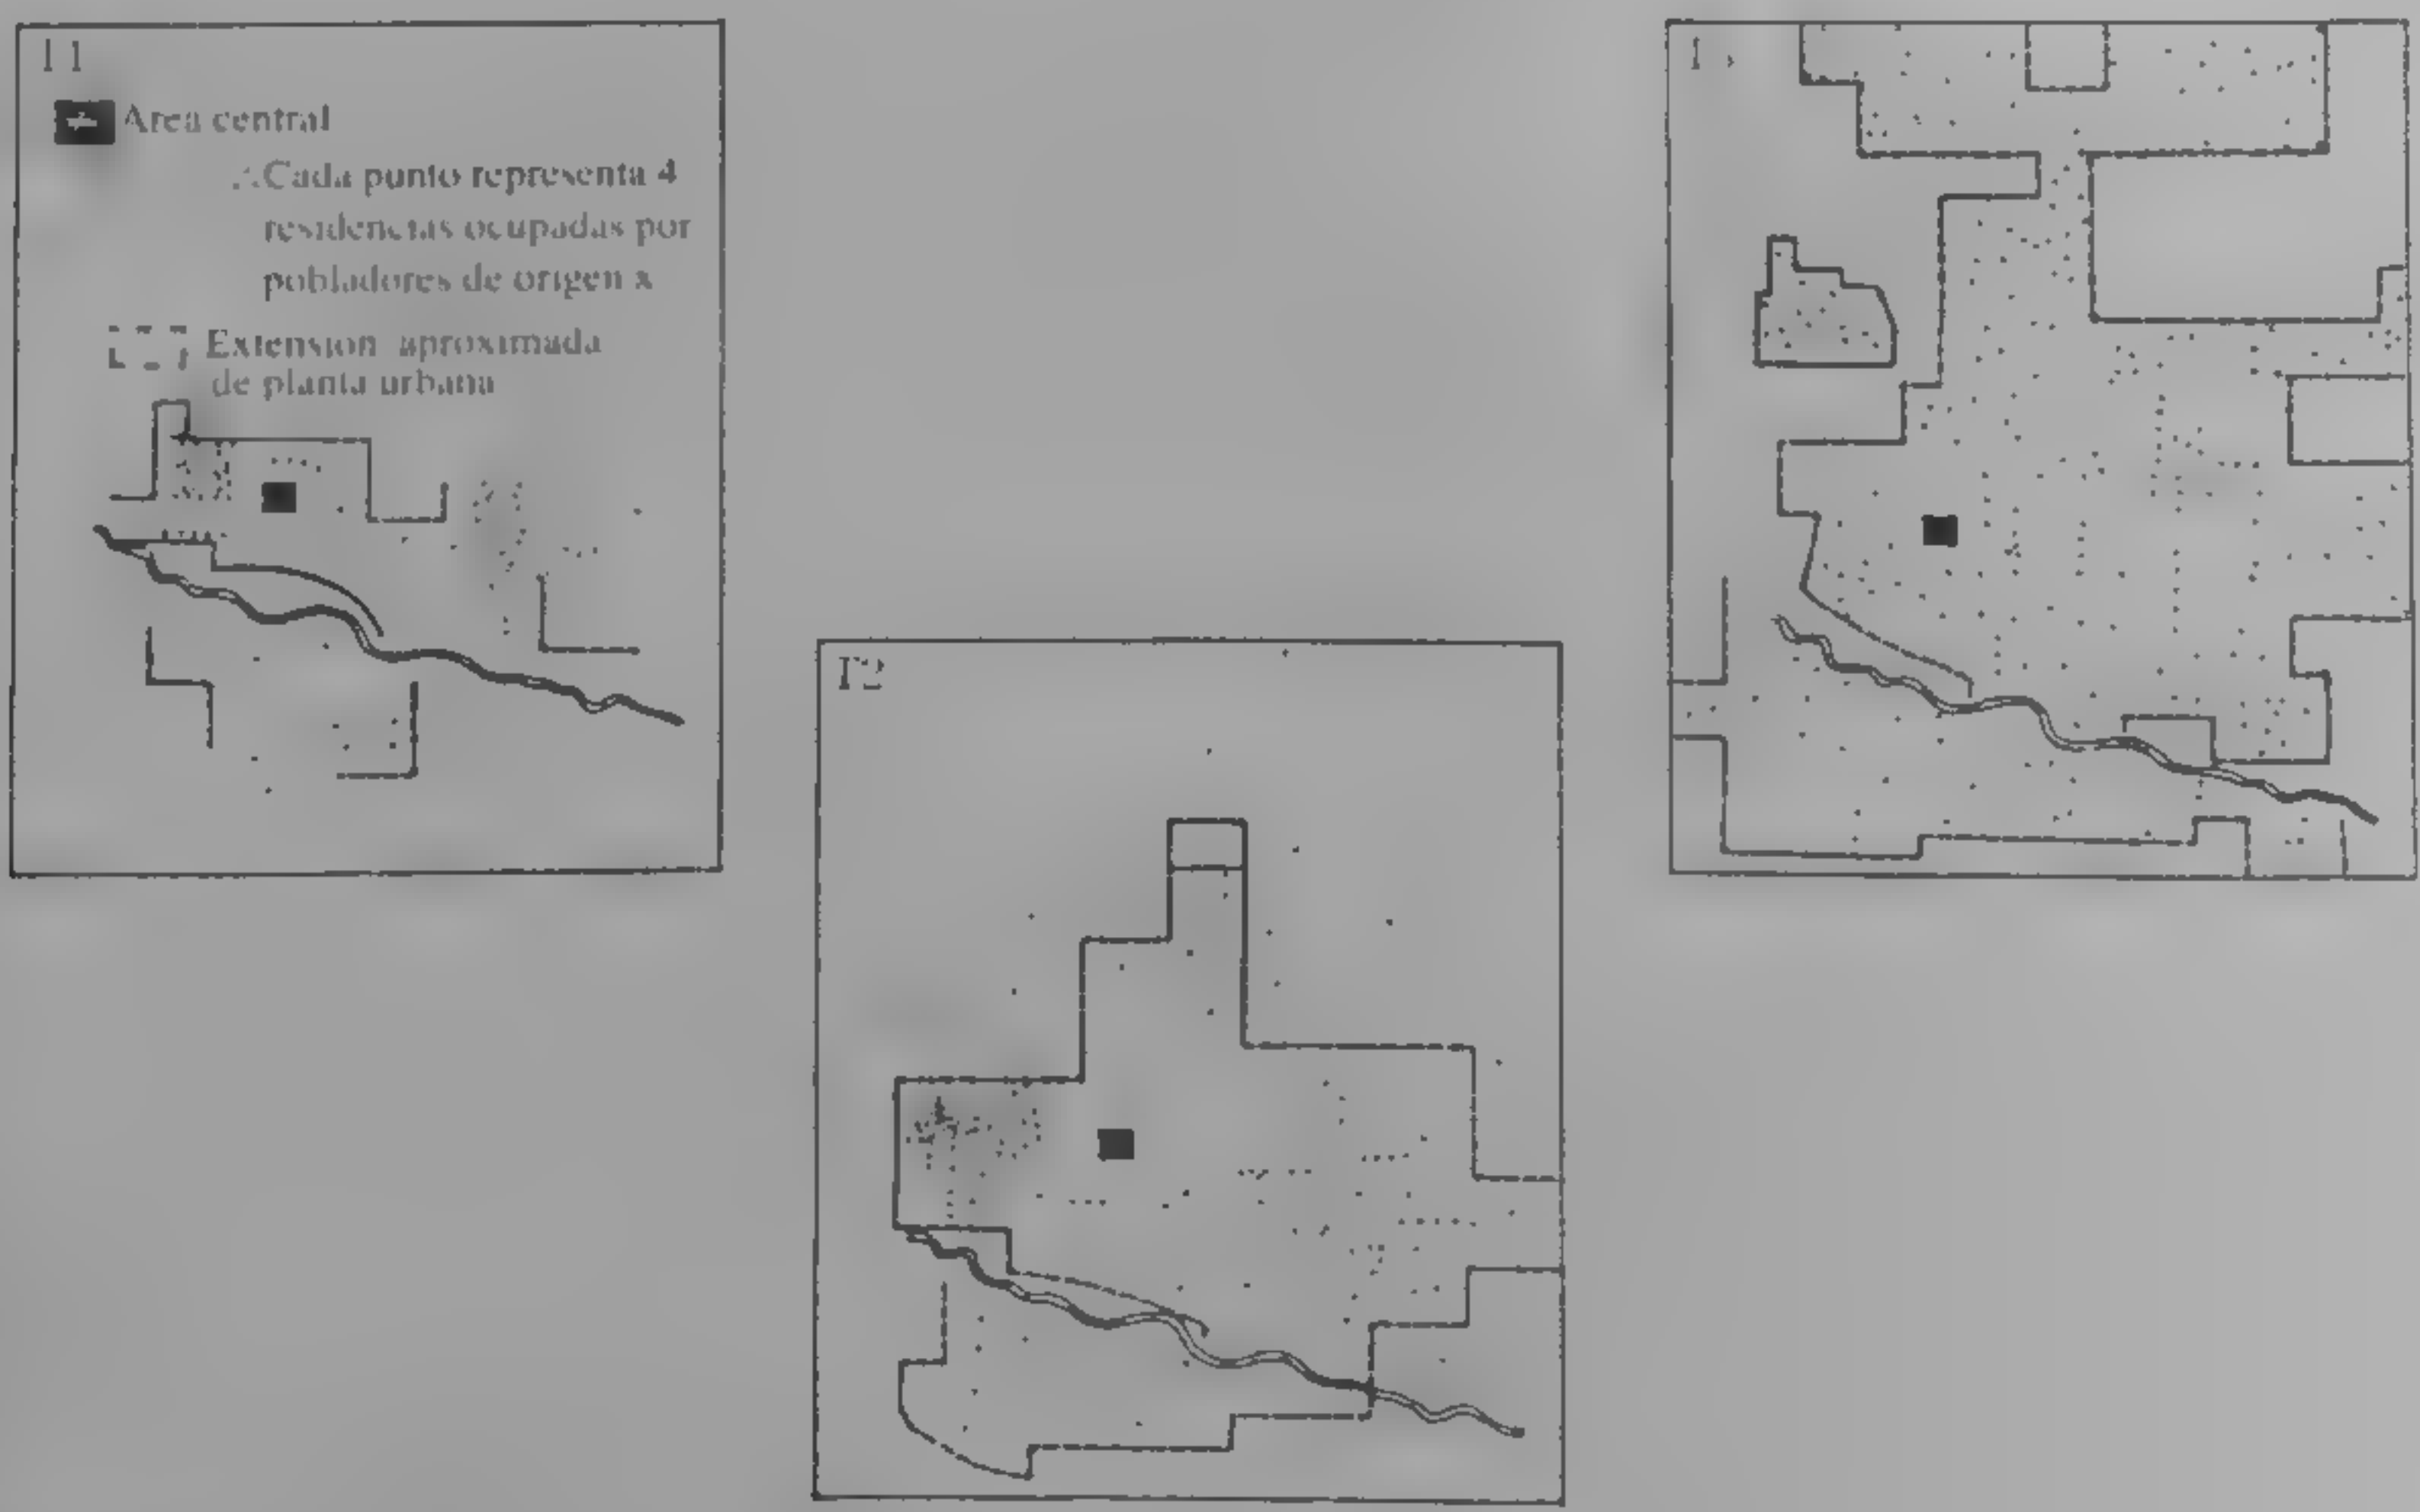 T1
Area central
Cada punto representa 4
residencias ocupadas por
pobladores de origen x
Extension aproximada
de planta urbana
T2